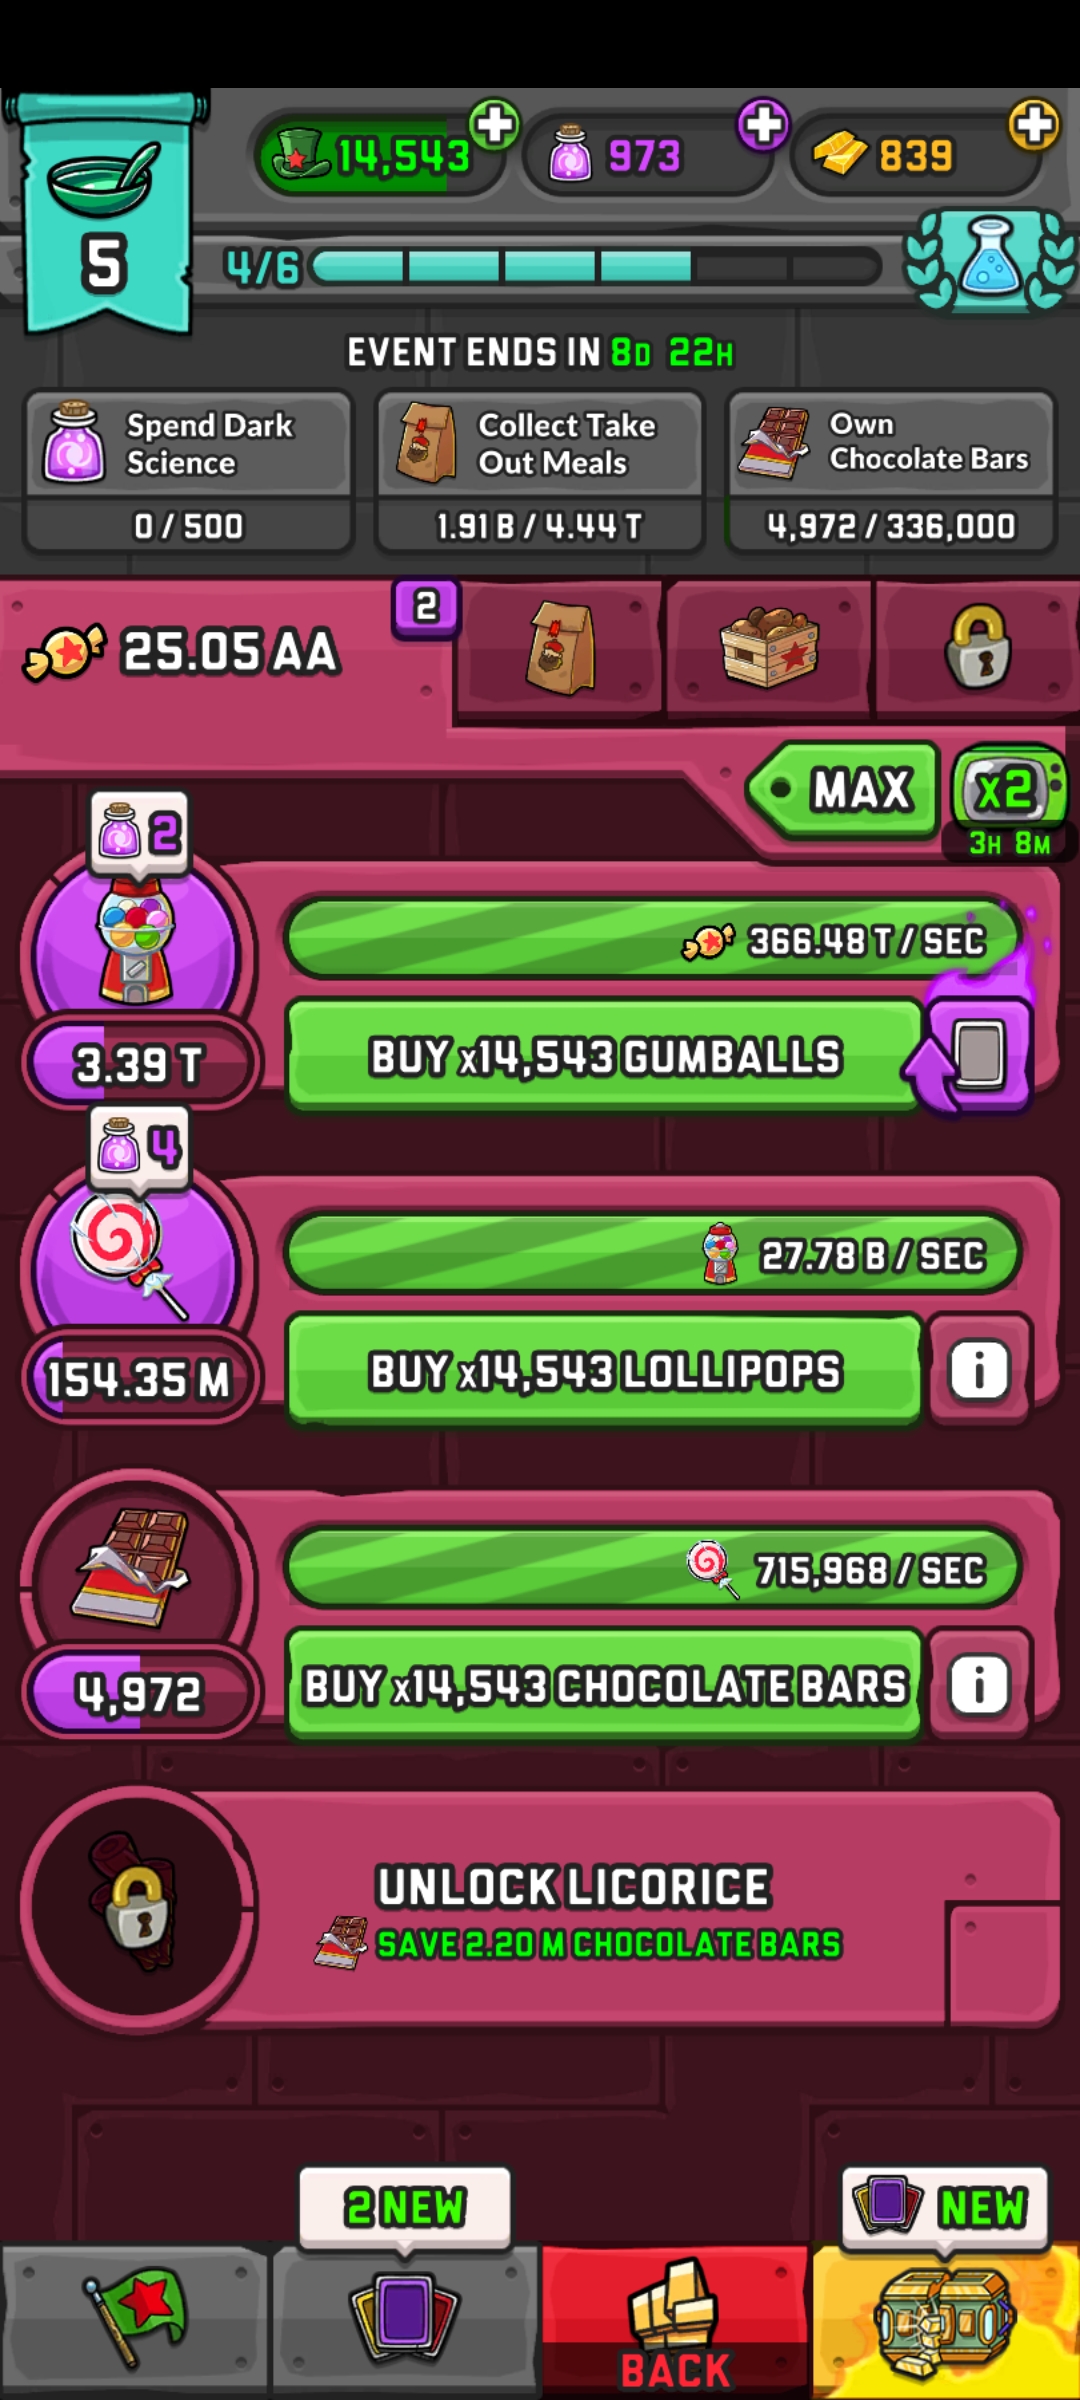 14,543
973
839
5
4/6
EVENT ENDS IN 8D 22H
Spend Dark
Science
0 / 500
Collect Take
Out Meals
1.91 B / 4.44 T
Own
Chocolate Bars
4,972 / 336,000
25.05 AA
2
MAX
x2
3H 8M
2
366.48 T / SEC
3.39 T
BUY x14,543 GUMBALLS
4
27.78 B / SEC
154.35 M
BUY x14,543 LOLLIPOPS
i
715,968 / SEC
4,972
BUY x14,543 CHOCOLATE BARS
i
UNLOCK LICORICE
SAVE 2.20 M CHOCOLATE BARS
2 NEW
NEW
BACK